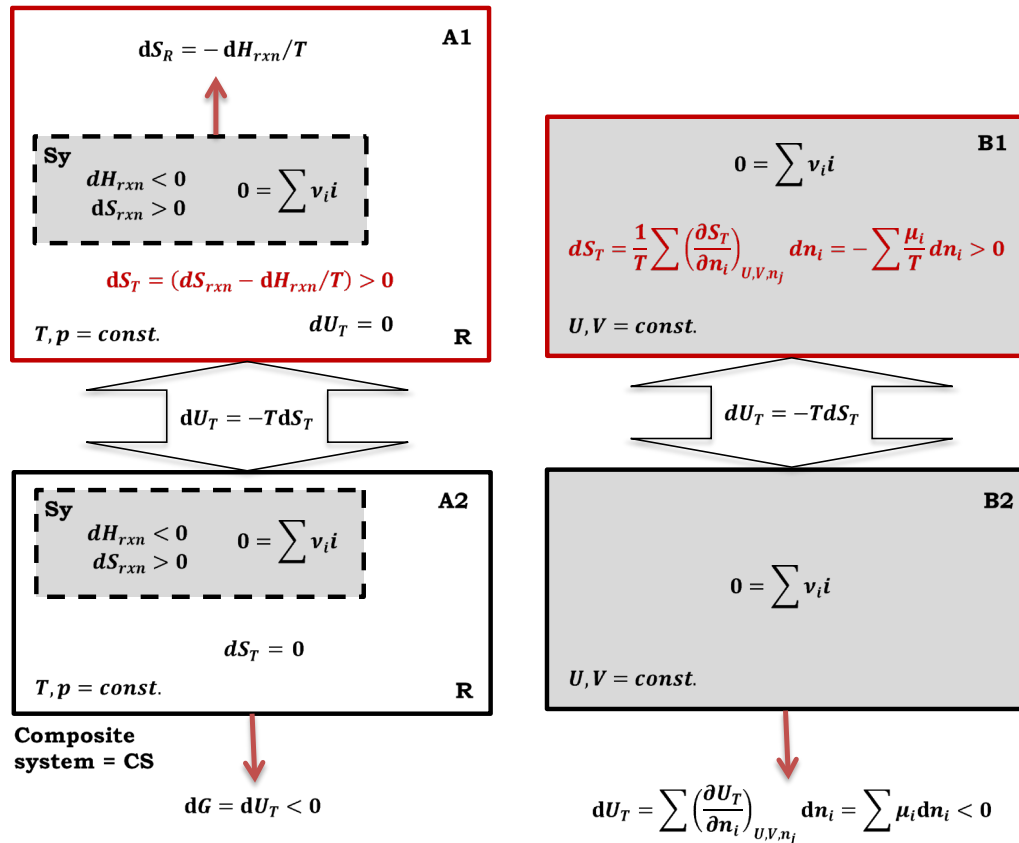 A1
dS_R = − dH_rxn/T
Sy
dH_rxn < 0
dS_rxn > 0
0 = ∑ ν_i i
dS_T = (dS_rxn − dH_rxn/T) > 0
dU_T = 0
T, p = const.
R
dU_T = −TdS_T
A2
Sy
dH_rxn < 0
dS_rxn > 0
0 = ∑ ν_i i
dS_T = 0
T, p = const.
R
Composite
system = CS
dG = dU_T < 0
B1
0 = ∑ ν_i i
dS_T = 1/T ∑ (∂S_T/∂n_i)_U,V,n_j dn_i = − ∑ μ_i/T dn_i > 0
U, V = const.
dU_T = −TdS_T
B2
0 = ∑ ν_i i
U, V = const.
dU_T = ∑ (∂U_T/∂n_i)_U,V,n_j dn_i = ∑ μ_i dn_i < 0